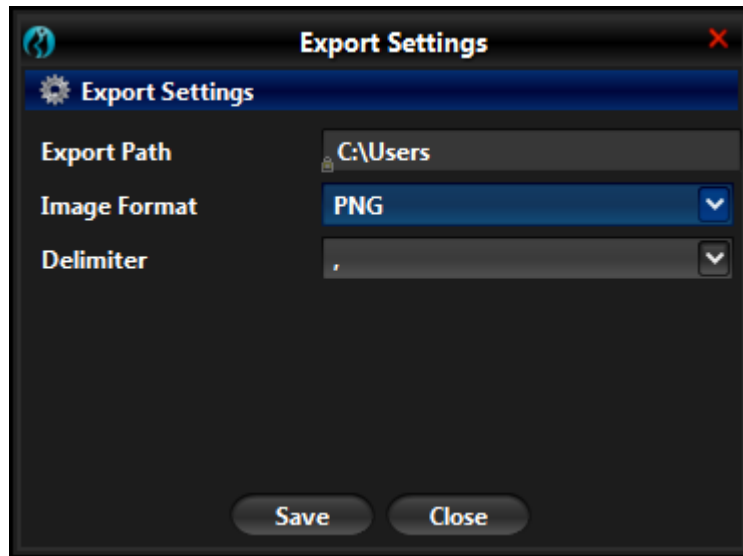 Export Settings
Export Settings
Export Path C:\Users
Image Format PNG
Delimiter ,
Save Close